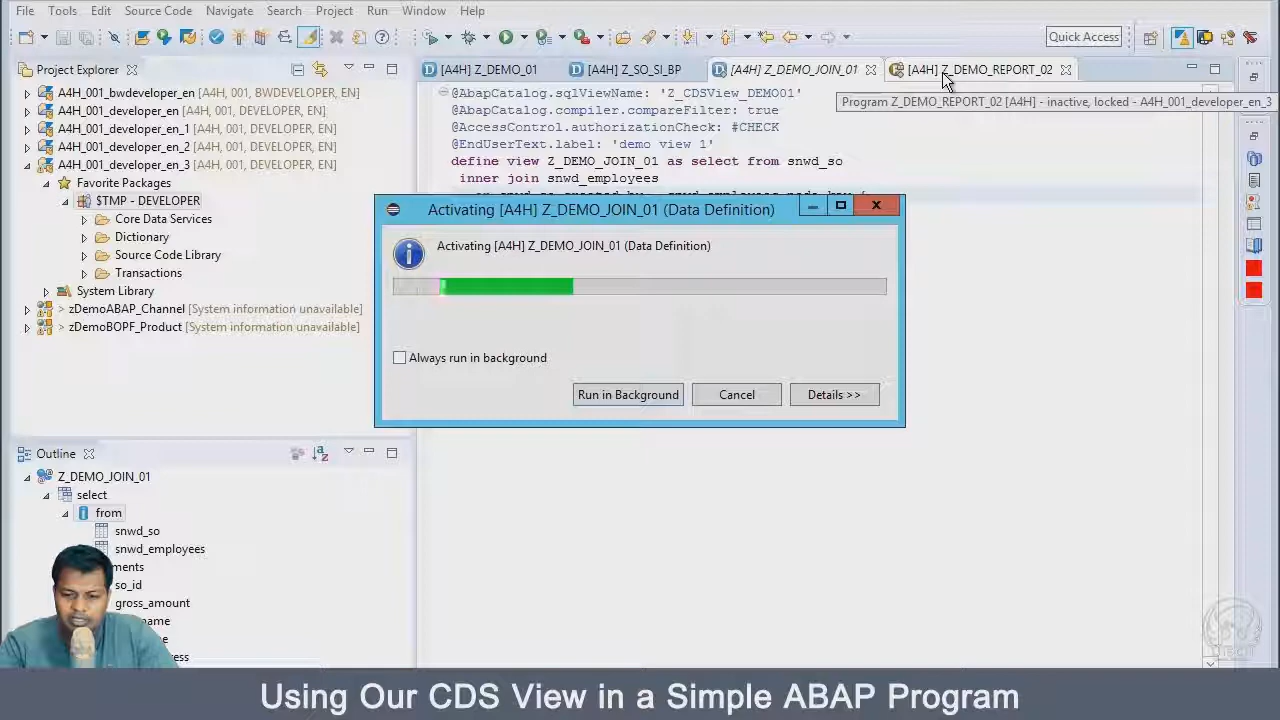 File Tools Edit Source Code Navigate Search Project Run Window Help
Quick Access
Project Explorer
[A4H] Z_DEMO_01 [A4H] Z_SO_SI_BP [A4H] Z_DEMO_JOIN_01 [A4H] Z_DEMO_REPORT_02
Program Z_DEMO_REPORT_02 [A4H] - inactive, locked - A4H_001_developer_en_3
A4H_001_bwdeveloper_en [A4H, 001, BWDEVELOPER, EN]
A4H_001_developer_en [A4H, 001, DEVELOPER, EN]
A4H_001_developer_en_1 [A4H, 001, DEVELOPER, EN]
A4H_001_developer_en_2 [A4H, 001, DEVELOPER, EN]
A4H_001_developer_en_3 [A4H, 001, DEVELOPER, EN]
Favorite Packages
$TMP - DEVELOPER
Core Data Services
Dictionary
Source Code Library
Transactions
System Library
> zDemoABAP_Channel [System information unavailable]
> zDemoBOPF_Product [System information unavailable]
@AbapCatalog.sqlViewName: 'Z_CDSView_DEMO01'
@AbapCatalog.compiler.compareFilter: true
@AccessControl.authorizationCheck: #CHECK
@EndUserText.label: 'demo view 1'
define view Z_DEMO_JOIN_01 as select from snwd_so
inner join snwd_employees
Activating [A4H] Z_DEMO_JOIN_01 (Data Definition)
Activating [A4H] Z_DEMO_JOIN_01 (Data Definition)
Always run in background
Run in Background Cancel Details >>
Outline
Z_DEMO_JOIN_01
select
from
snwd_so
snwd_employees
ments
so_id
gross_amount
name
ress
Using Our CDS View in a Simple ABAP Program